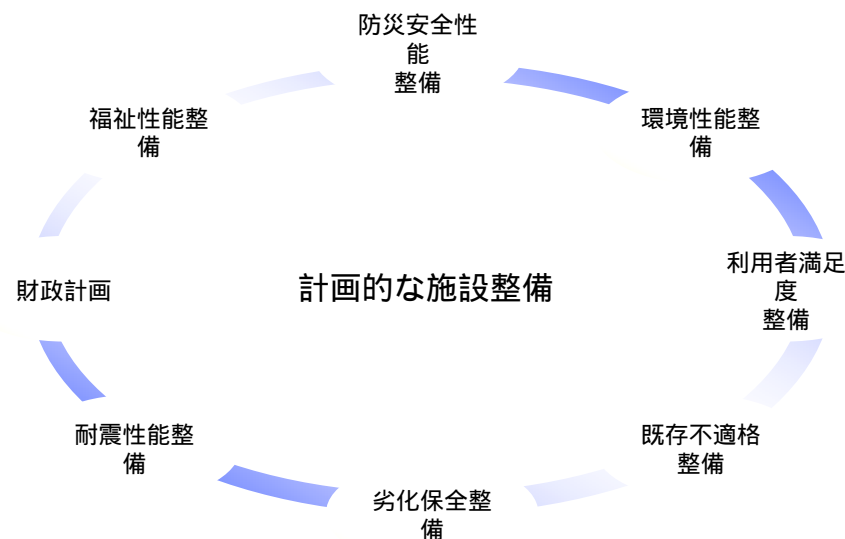 防災安全性
能
整備
福祉性能整
備
環境性能整
備
利用者満足
度
整備
財政計画
計画的な施設整備
耐震性能整
備
既存不適格
整備
劣化保全整
備